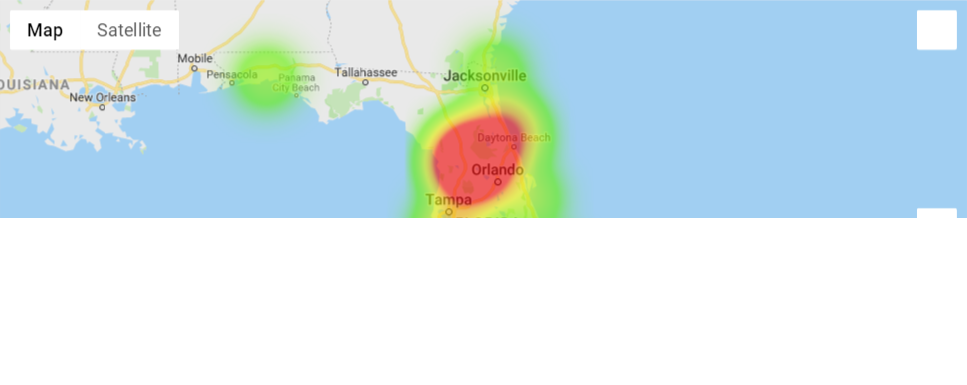 Map Satellite
Mobile
Pensacola
Panama
City Beach
Tallahassee
Jacksonville
OUISIANA
New Orleans
Daytona Beach
Orlando
Tampa